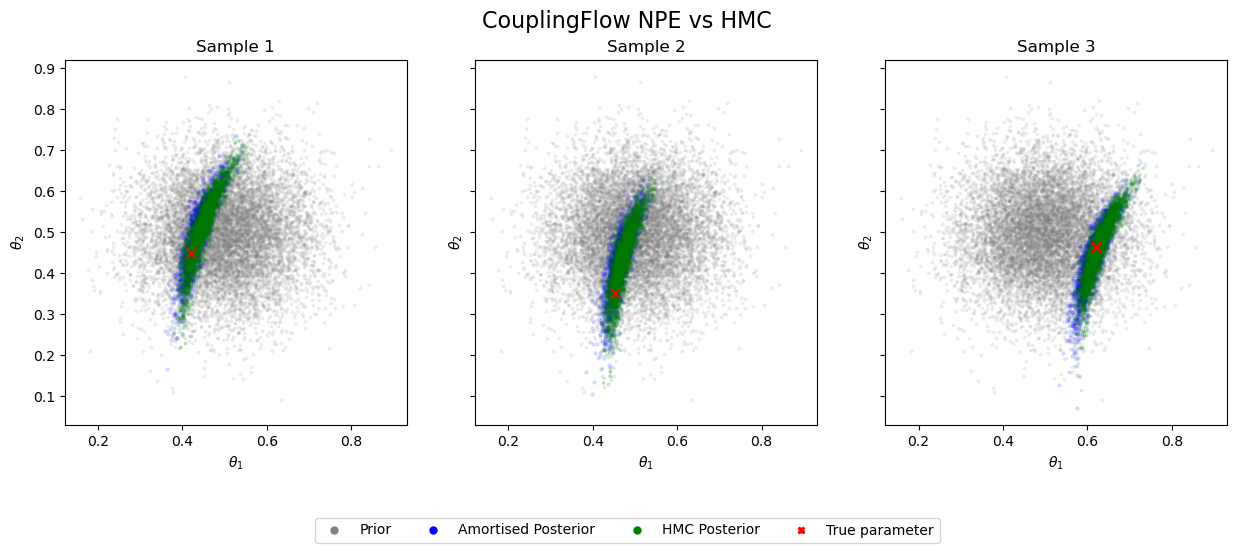 CouplingFlow NPE vs HMC
Sample 1
Sample 2
Sample 3
0.9
0.8
0.7
0.6
0.5
0.4
0.3
0.2
0.1
θ₂
θ₂
θ₂
0.2 0.4 0.6 0.8
0.2 0.4 0.6 0.8
0.2 0.4 0.6 0.8
θ₁
θ₁
θ₁
Prior Amortised Posterior HMC Posterior True parameter